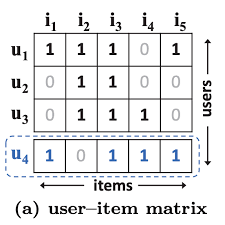 i1 i2 i3 i4 i5
u1 1 1 1 0 1
u2 0 1 1 0 0
u3 0 1 1 1 0
u4 1 0 1 1 1
users
items
(a) user–item matrix